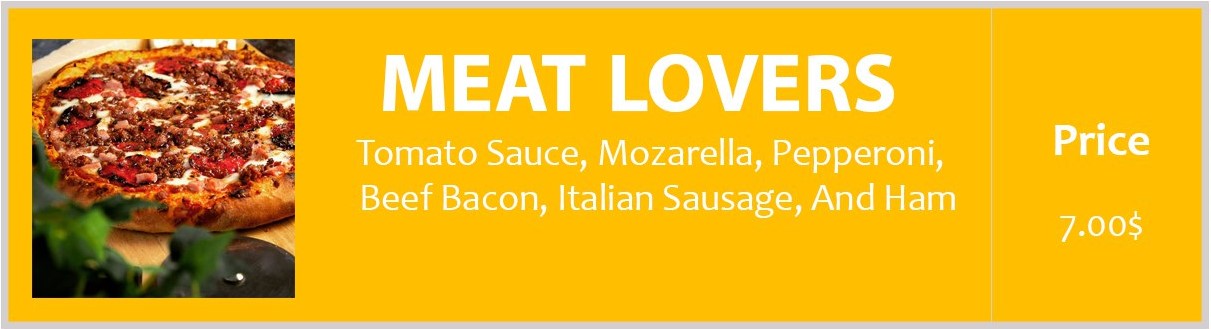 MEAT LOVERS
Tomato Sauce, Mozarella, Pepperoni,
Beef Bacon, Italian Sausage, And Ham
Price
7.00$